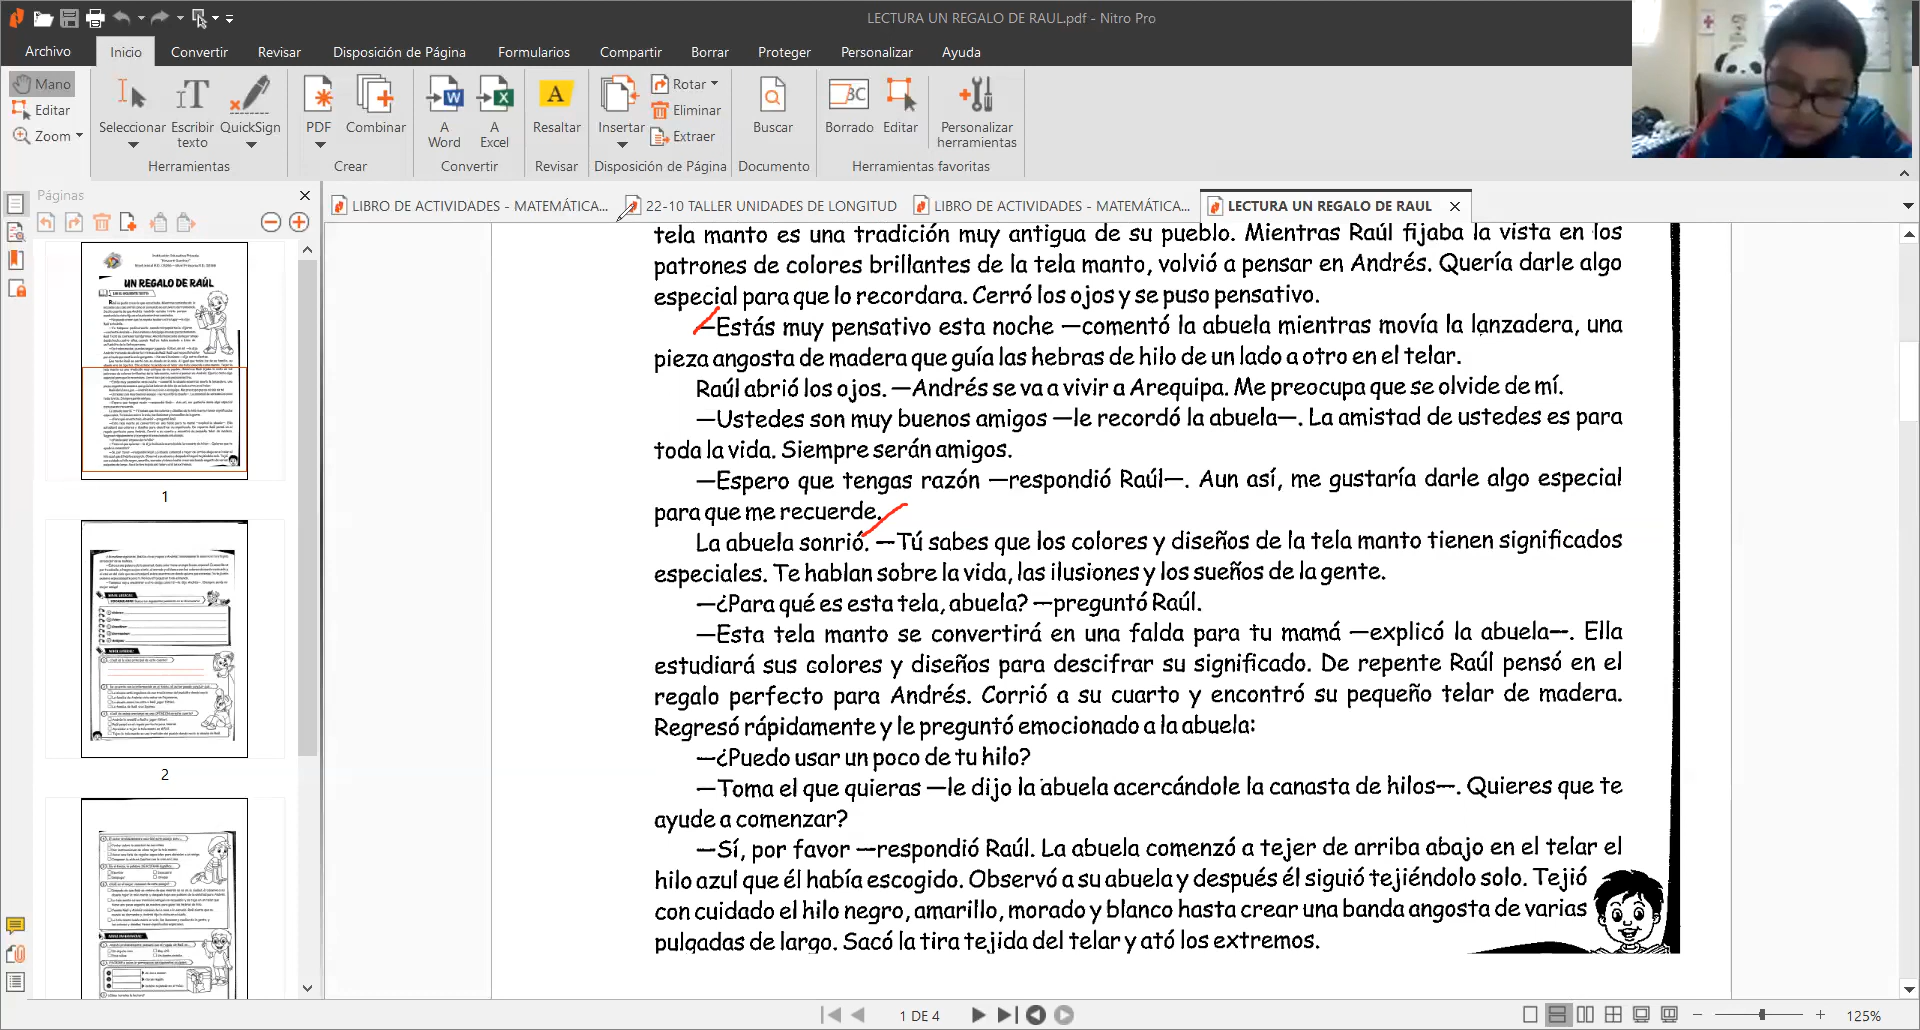 LECTURA UN REGALO DE RAUL.pdf - Nitro Pro
Archivo Inicio Convertir Revisar Disposición de Página Formularios Compartir Borrar Proteger Personalizar Ayuda
Mano
Editar
Zoom
Seleccionar Escribir texto QuickSign
Herramientas
PDF Combinar
Crear
A Word A Excel
Convertir
Resaltar
Revisar
Insertar Rotar Eliminar Extraer
Disposición de Página
Buscar
Documento
Borrado Editar Personalizar herramientas
Herramientas favoritas
Páginas
LIBRO DE ACTIVIDADES - MATEMÁTICA... 22-10 TALLER UNIDADES DE LONGITUD LIBRO DE ACTIVIDADES - MATEMÁTICA... LECTURA UN REGALO DE RAUL
UN REGALO DE RAÚL
1
2
tela manto es una tradición muy antigua de su pueblo. Mientras Raúl fijaba la vista en los
patrones de colores brillantes de la tela manto, volvió a pensar en Andrés. Quería darle algo
especial para que lo recordara. Cerró los ojos y se puso pensativo.
—Estás muy pensativo esta noche —comentó la abuela mientras movía la lanzadera, una
pieza angosta de madera que guía las hebras de hilo de un lado a otro en el telar.
Raúl abrió los ojos. —Andrés se va a vivir a Arequipa. Me preocupa que se olvide de mí.
—Ustedes son muy buenos amigos —le recordó la abuela—. La amistad de ustedes es para
toda la vida. Siempre serán amigos.
—Espero que tengas razón —respondió Raúl—. Aun así, me gustaría darle algo especial
para que me recuerde.
La abuela sonrió. —Tú sabes que los colores y diseños de la tela manto tienen significados
especiales. Te hablan sobre la vida, las ilusiones y los sueños de la gente.
—¿Para qué es esta tela, abuela? —preguntó Raúl.
—Esta tela manto se convertirá en una falda para tu mamá —explicó la abuela—. Ella
estudiará sus colores y diseños para descifrar su significado. De repente Raúl pensó en el
regalo perfecto para Andrés. Corrió a su cuarto y encontró su pequeño telar de madera.
Regresó rápidamente y le preguntó emocionado a la abuela:
—¿Puedo usar un poco de tu hilo?
—Toma el que quieras —le dijo la abuela acercándole la canasta de hilos—. Quieres que te
ayude a comenzar?
—Sí, por favor —respondió Raúl. La abuela comenzó a tejer de arriba abajo en el telar el
hilo azul que él había escogido. Observó a su abuela y después él siguió tejiéndolo solo. Tejió
con cuidado el hilo negro, amarillo, morado y blanco hasta crear una banda angosta de varias
pulgadas de largo. Sacó la tira tejida del telar y ató los extremos.
1 DE 4
125%